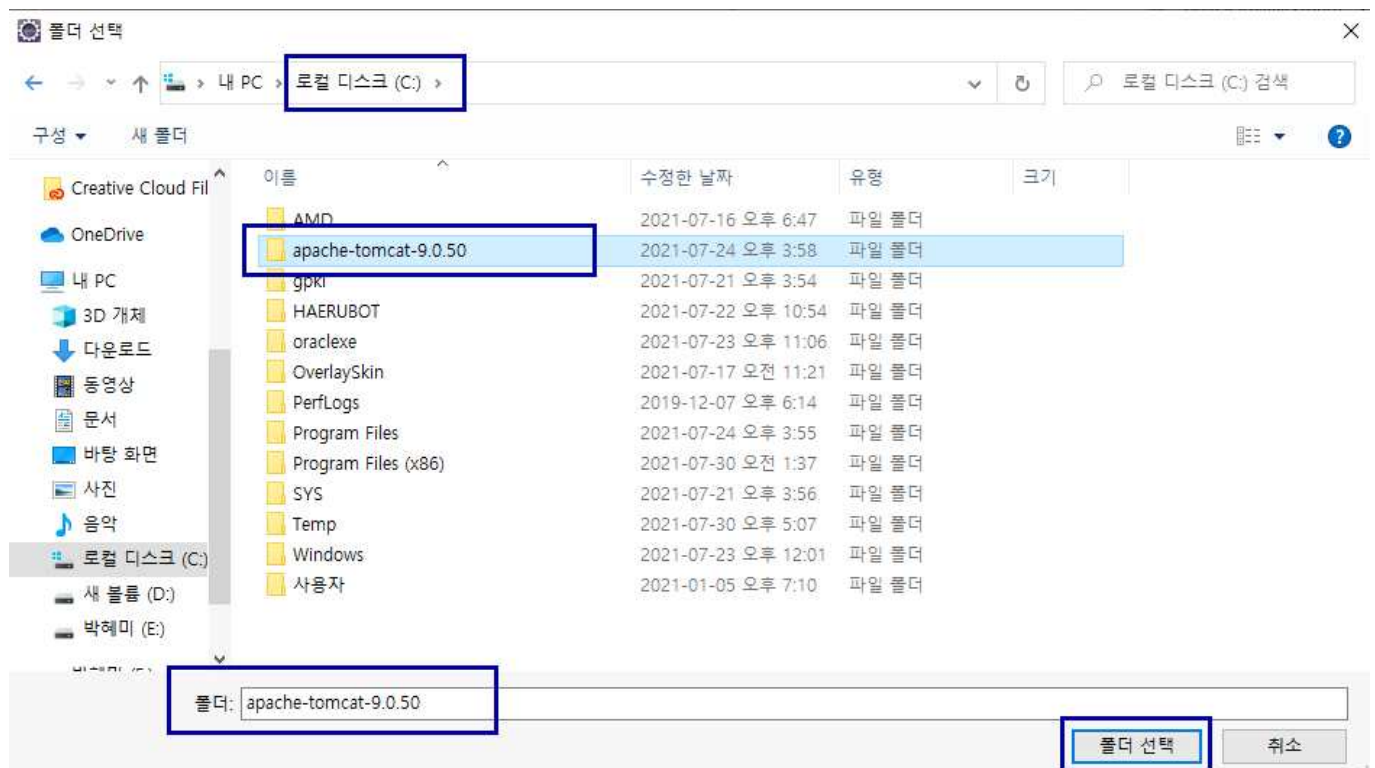 폴더 선택
내 PC > 로컬 디스크 (C:) >
로컬 디스크 (C:) 검색
구성 새 폴더
이름 수정한 날짜 유형 크기
Creative Cloud Fil
OneDrive
내 PC
3D 개체
다운로드
동영상
문서
바탕 화면
사진
음악
로컬 디스크 (C:)
새 볼륨 (D:)
박혜미 (E:)
AMD 2021-07-16 오후 6:47 파일 폴더
apache-tomcat-9.0.50 2021-07-24 오후 3:58 파일 폴더
gpki 2021-07-21 오후 3:54 파일 폴더
HAERUBOT 2021-07-22 오후 10:54 파일 폴더
oraclexe 2021-07-23 오후 11:06 파일 폴더
OverlaySkin 2021-07-17 오전 11:21 파일 폴더
PerfLogs 2019-12-07 오후 6:14 파일 폴더
Program Files 2021-07-24 오후 3:55 파일 폴더
Program Files (x86) 2021-07-30 오전 1:37 파일 폴더
SYS 2021-07-21 오후 3:56 파일 폴더
Temp 2021-07-30 오후 5:07 파일 폴더
Windows 2021-07-23 오후 12:01 파일 폴더
사용자 2021-01-05 오후 7:10 파일 폴더
폴더: apache-tomcat-9.0.50
폴더 선택 취소